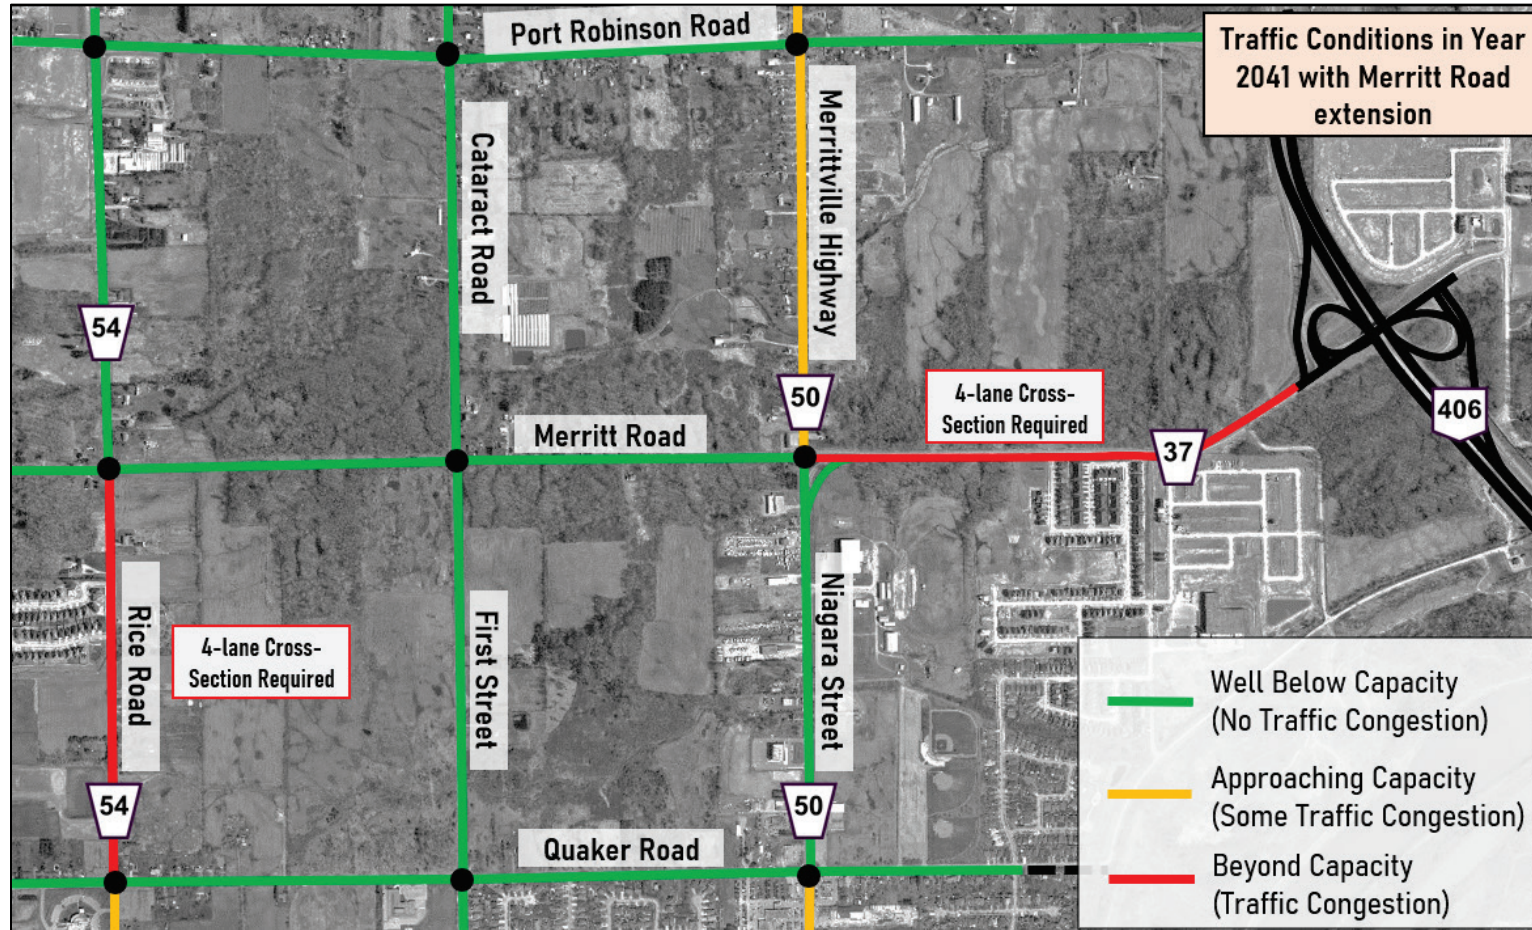 Port Robinson Road
Traffic Conditions in Year
2041 with Merritt Road
extension
Cataract Road
Merrittville Highway
54
50
4-lane Cross-
Section Required
406
Merritt Road
37
Rice Road
4-lane Cross-
Section Required
First Street
Niagara Street
54
50
Quaker Road
Well Below Capacity
(No Traffic Congestion)
Approaching Capacity
(Some Traffic Congestion)
Beyond Capacity
(Traffic Congestion)